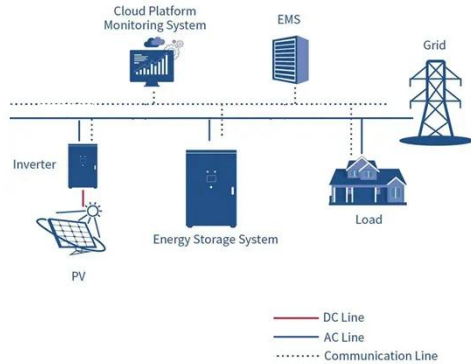 Cloud Platform
Monitoring System
EMS
Grid
Inverter
Energy Storage System
Load
PV
DC Line
AC Line
Communication Line